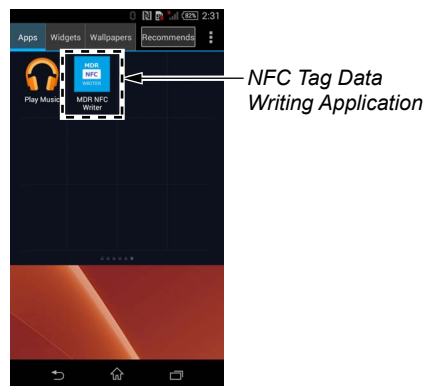 82% 2:31
Apps Widgets Wallpapers Recommends
MDR
NFC
WRITER
Play Music MDR NFC
Writer
NFC Tag Data
Writing Application